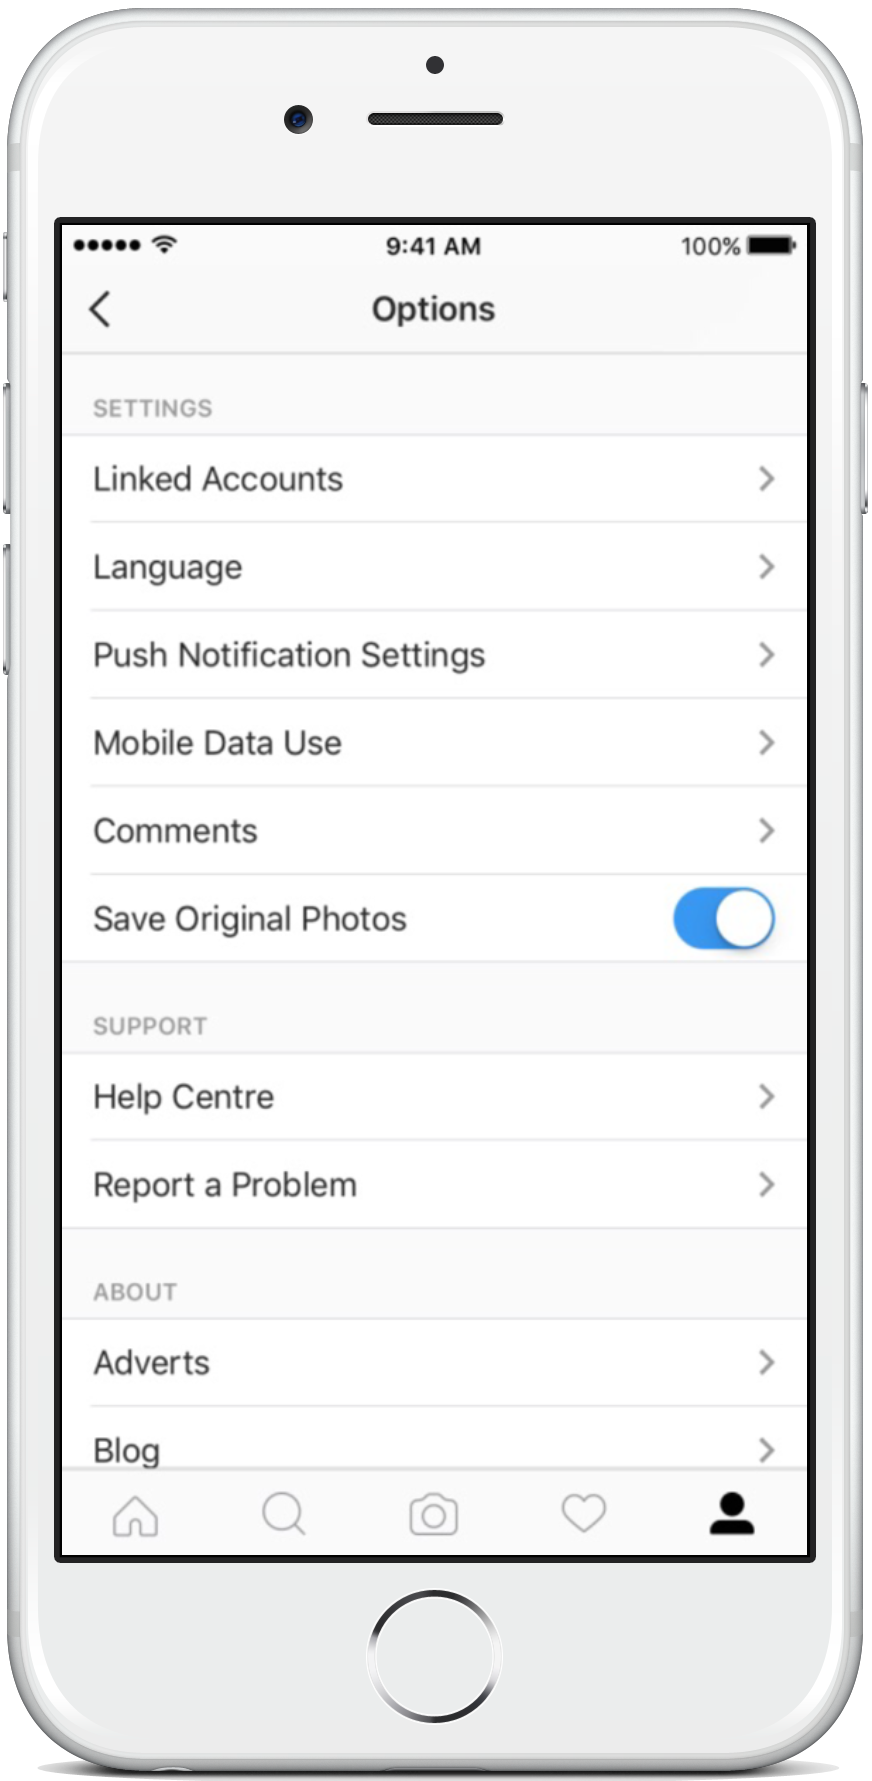 9:41 AM
100%
Options
SETTINGS
Linked Accounts
Language
Push Notification Settings
Mobile Data Use
Comments
Save Original Photos
SUPPORT
Help Centre
Report a Problem
ABOUT
Adverts
Blog